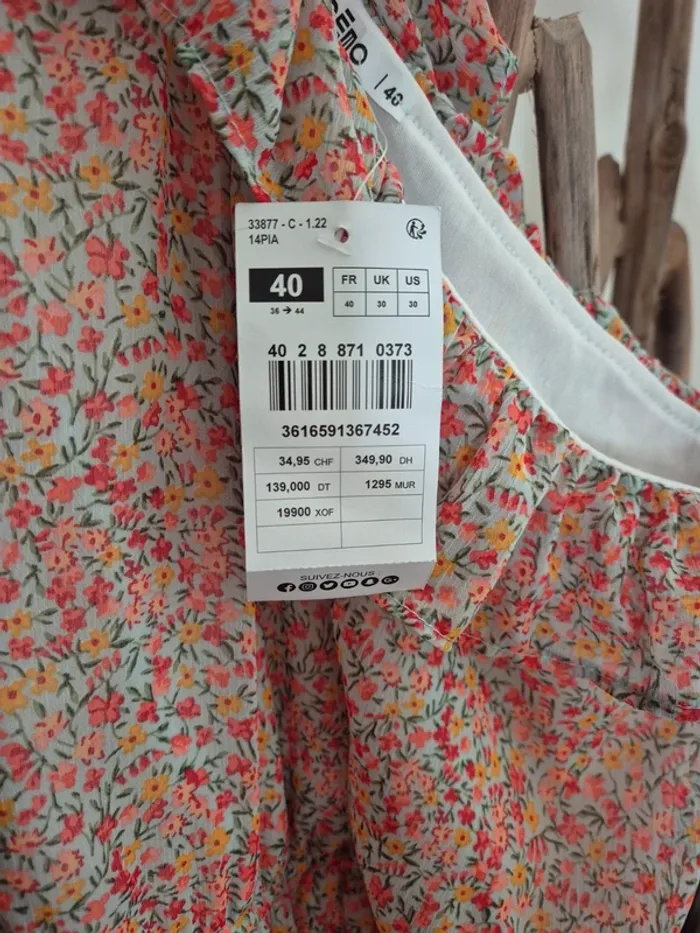 GEMO
| 40
33877 - C - 1.22
14PIA
40
36 → 44
FR UK US
40 30 30
40 2 8 871 0373
3616591367452
34,95 CHF 349,90 DH
139,000 DT 1295 MUR
19900 XOF
SUIVEZ-NOUS